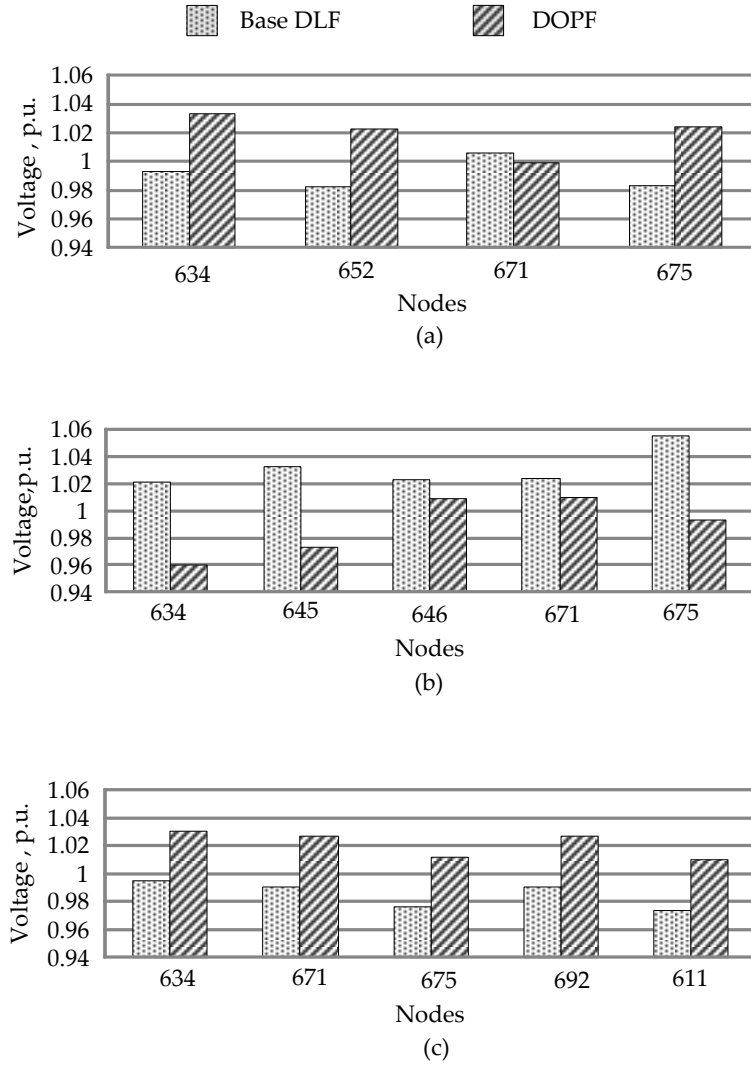 Base DLF DOPF
1.06
1.04
1.02
1
0.98
0.96
0.94
Voltage , p.u.
634 652 671 675
Nodes
(a)
1.06
1.04
1.02
1
0.98
0.96
0.94
Voltage,p.u.
634 645 646 671 675
Nodes
(b)
1.06
1.04
1.02
1
0.98
0.96
0.94
Voltage , p.u.
634 671 675 692 611
Nodes
(c)